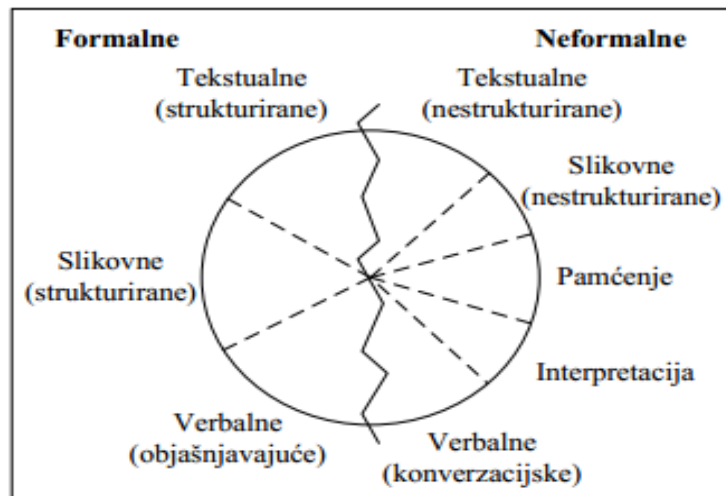 Formalne
Neformalne
Tekstualne
(strukturirane)
Tekstualne
(nestrukturirane)
Slikovne
(nestrukturirane)
Slikovne
(strukturirane)
Pamćenje
Interpretacija
Verbalne
(objašnjavajuće)
Verbalne
(konverzacijske)